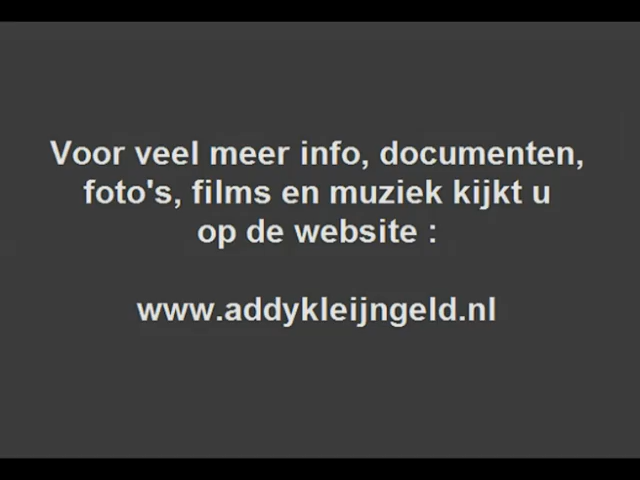 Voor veel meer info, documenten,
foto's, films en muziek kijkt u
op de website :
www.addykleijngeld.nl